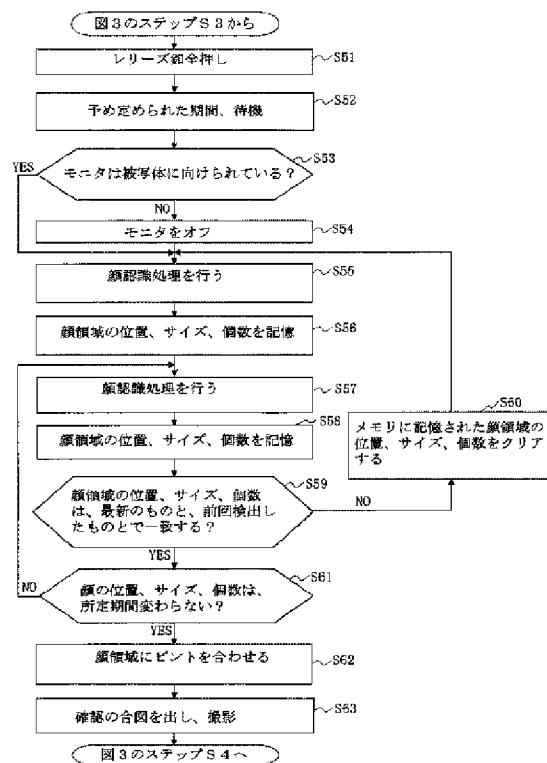 図3のステップS3から
レリーズ釦全押し
S51
予め定められた期間、待機
S52
モニタは被写体に向けられている?
S53
YES
NO
モニタをオフ
S54
顔認識処理を行う
S55
顔領域の位置、サイズ、個数を記憶
S56
顔認識処理を行う
S57
顔領域の位置、サイズ、個数を記憶
S58
S60
メモリに記憶された顔領域の
位置、サイズ、個数をクリア
する
顔領域の位置、サイズ、個数
は、最新のものと、前回検出し
たものとで一致する?
S59
NO
YES
顔の位置、サイズ、個数は、
所定期間変わらない?
S61
NO
YES
顔領域にピントを合わせる
S62
確認の合図を出し、撮影
S63
図3のステップS4へ